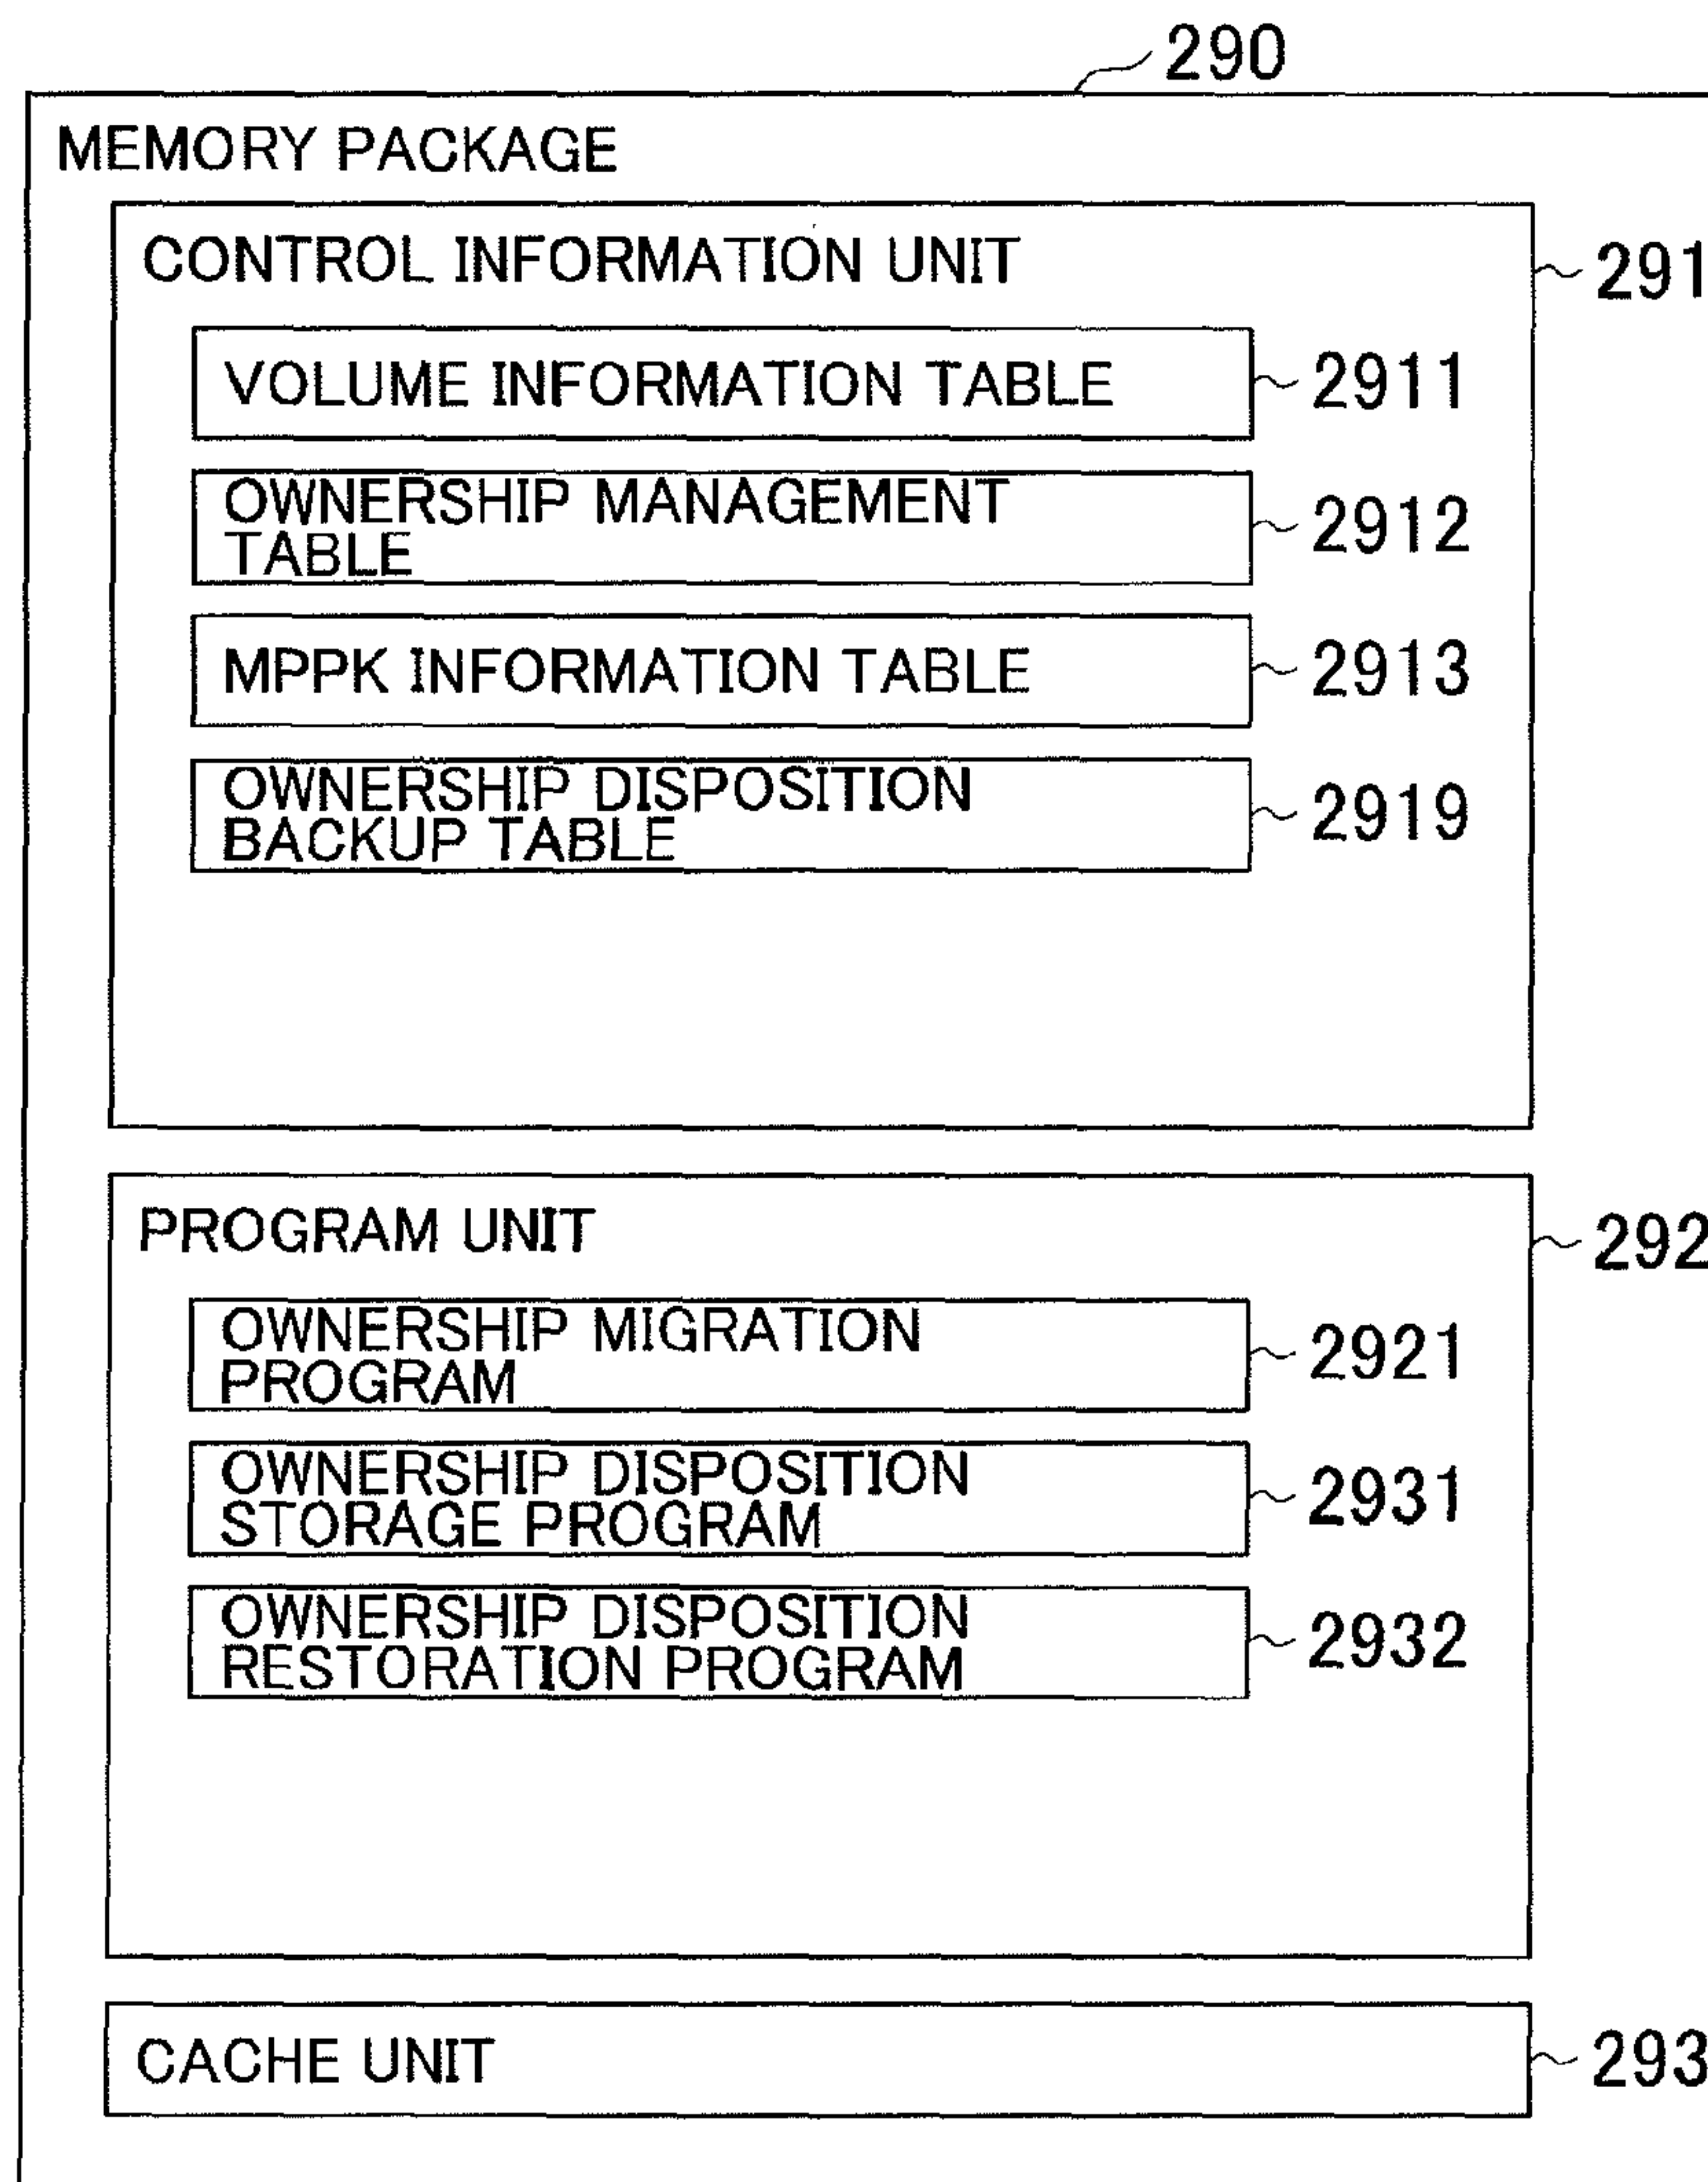 290
MEMORY PACKAGE
CONTROL INFORMATION UNIT
291
VOLUME INFORMATION TABLE
2911
OWNERSHIP MANAGEMENT
TABLE
2912
MPPK INFORMATION TABLE
2913
OWNERSHIP DISPOSITION
BACKUP TABLE
2919
PROGRAM UNIT
292
OWNERSHIP MIGRATION
PROGRAM
2921
OWNERSHIP DISPOSITION
STORAGE PROGRAM
2931
OWNERSHIP DISPOSITION
RESTORATION PROGRAM
2932
CACHE UNIT
293